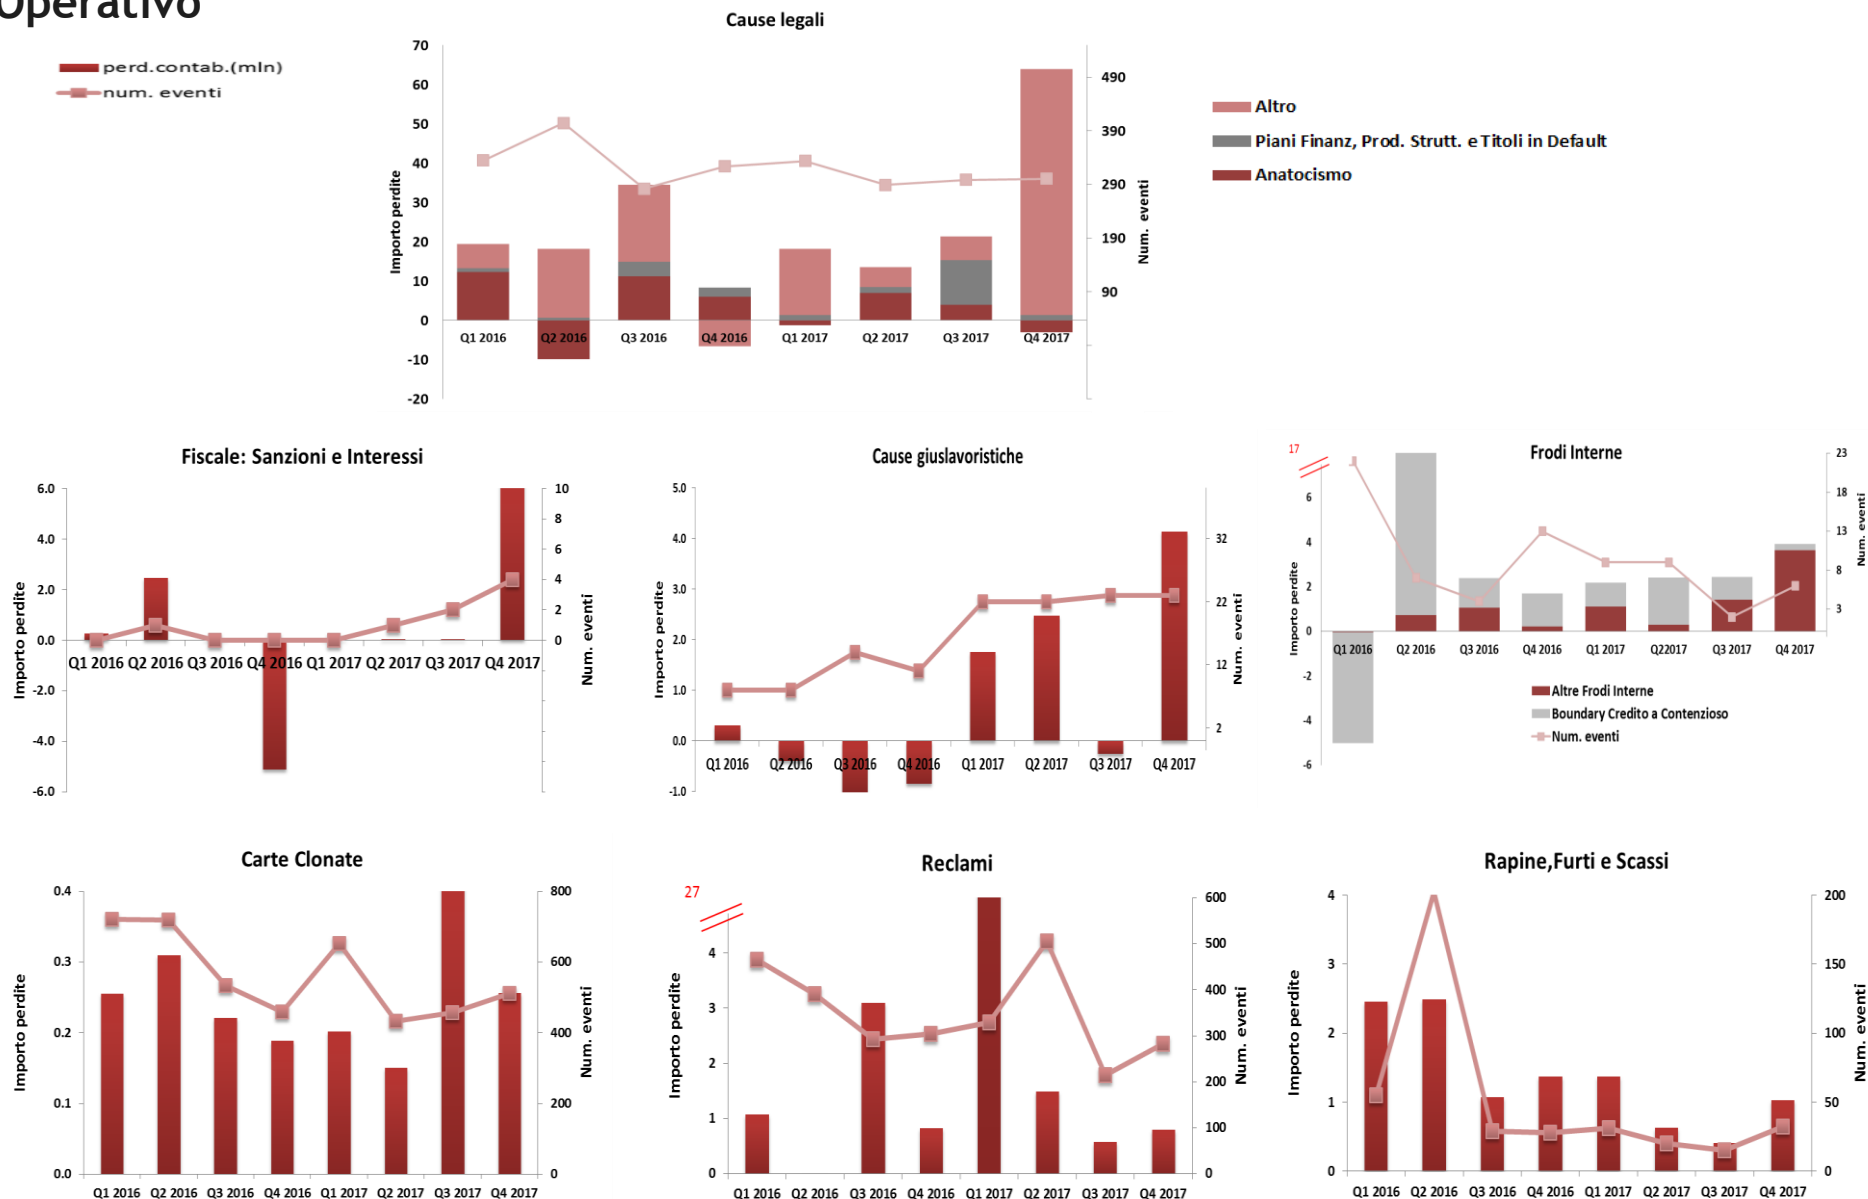 Operativo
perd.contab.(mln)
num. eventi
Cause legali
70
60
50
40
30
20
10
0
-10
-20
Importo perdite
490
390
290
190
90
Num. eventi
Q1 2016 Q2 2016 Q3 2016 Q4 2016 Q1 2017 Q2 2017 Q3 2017 Q4 2017
Altro
Piani Finanz, Prod. Strutt. e Titoli in Default
Anatocismo
Fiscale: Sanzioni e Interessi
6.0
4.0
2.0
0.0
-2.0
-4.0
-6.0
Importo perdite
10
8
6
4
2
0
Num. eventi
Q1 2016 Q2 2016 Q3 2016 Q4 2016 Q1 2017 Q2 2017 Q3 2017 Q4 2017
Cause giuslavoristiche
5.0
4.0
3.0
2.0
1.0
0.0
-1.0
Importo perdite
32
22
12
2
Num. eventi
Q1 2016 Q2 2016 Q3 2016 Q4 2016 Q1 2017 Q2 2017 Q3 2017 Q4 2017
Frodi Interne
17
6
4
2
0
-2
-4
-6
Importo perdite
23
18
13
8
3
Num. eventi
Q1 2016 Q2 2016 Q3 2016 Q4 2016 Q1 2017 Q22017 Q3 2017 Q4 2017
Altre Frodi Interne
Boundary Credito a Contenzioso
Num. eventi
Carte Clonate
0.4
0.3
0.2
0.1
0.0
Importo perdite
800
600
400
200
0
Num. eventi
Q1 2016 Q2 2016 Q3 2016 Q4 2016 Q1 2017 Q2 2017 Q3 2017 Q4 2017
Reclami
27
4
3
2
1
0
Importo perdite
600
500
400
300
200
100
0
Num. eventi
Q1 2016 Q2 2016 Q3 2016 Q4 2016 Q1 2017 Q2 2017 Q3 2017 Q4 2017
Rapine,Furti e Scassi
4
3
2
1
0
Importo perdite
200
150
100
50
0
Num. eventi
Q1 2016 Q2 2016 Q3 2016 Q4 2016 Q1 2017 Q2 2017 Q3 2017 Q4 2017